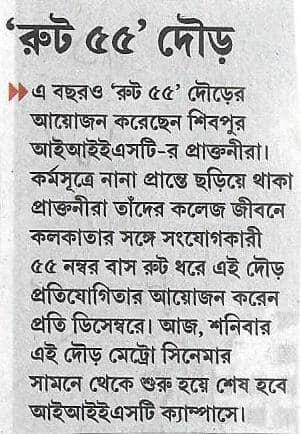 ‘রুট ৫৫’ দৌড়
এ বছরও ‘রুট ৫৫’ দৌড়ের
আয়োজন করেছেন শিবপুর
আইআইইএসটি-র প্রাক্তনীরা।
কর্মসূত্রে নানা প্রান্তে ছড়িয়ে থাকা
প্রাক্তনীরা তাঁদের কলেজ জীবনে
কলকাতার সঙ্গে সংযোগকারী
৫৫ নম্বর বাস রুট ধরে এই দৌড়
প্রতিযোগিতার আয়োজন করেন
প্রতি ডিসেম্বরে। আজ, শনিবার
এই দৌড় মেট্রো সিনেমার
সামনে থেকে শুরু হয়ে শেষ হবে
আইআইইএসটি ক্যাম্পাসে।